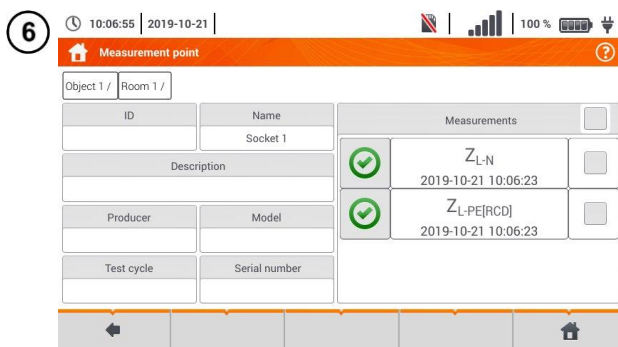 6
10:06:55 2019-10-21 100 %
Measurement point ?
Object 1 / Room 1 /
ID Name
Socket 1
Description
Producer Model
Test cycle Serial number
Measurements
ZL-N
2019-10-21 10:06:23
ZL-PE[RCD]
2019-10-21 10:06:23